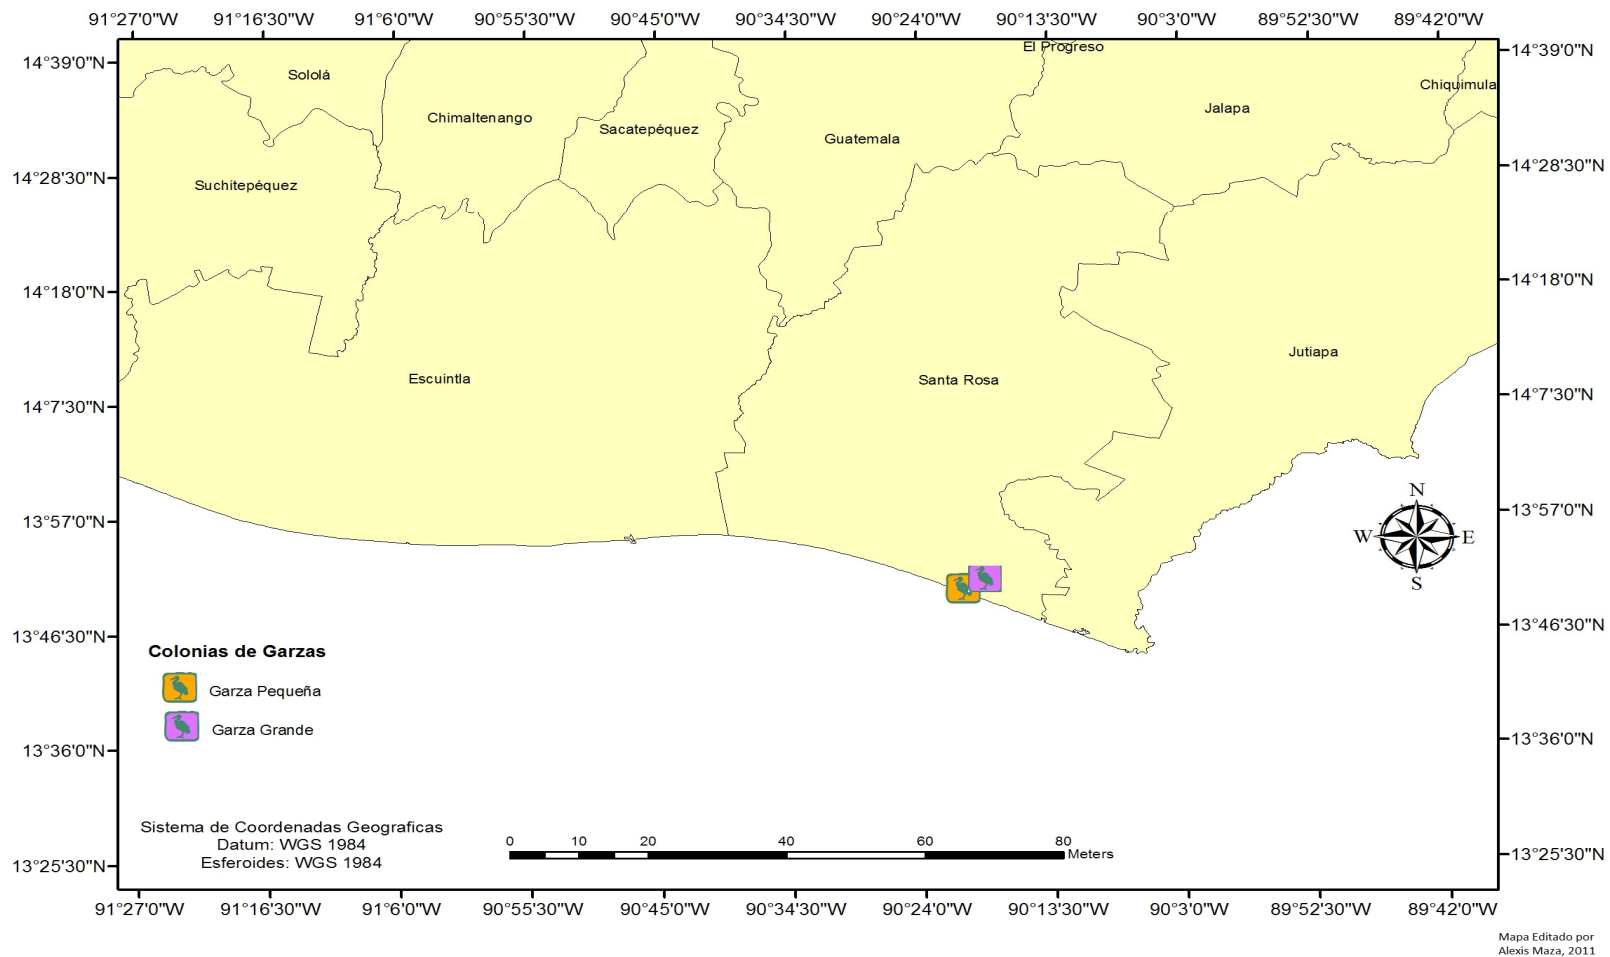 91°27'0"W 91°16'30"W 91°6'0"W 90°55'30"W 90°45'0"W 90°34'30"W 90°24'0"W 90°13'30"W 90°3'0"W 89°52'30"W 89°42'0"W
El Progreso
14°39'0"N 14°39'0"N
Sololá
Chiquimula
Chimaltenango
Jalapa
Sacatepéquez
Guatemala
14°28'30"N 14°28'30"N
Suchitepéquez
14°18'0"N 14°18'0"N
Jutiapa
Escuintla
Santa Rosa
14°7'30"N 14°7'30"N
N
13°57'0"N 13°57'0"N
W E
S
13°46'30"N 13°46'30"N
Colonias de Garzas
Garza Pequeña
Garza Grande
13°36'0"N 13°36'0"N
Sistema de Coordenadas Geograficas
Datum: WGS 1984
Esferoides: WGS 1984
0 10 20 40 60 80
Meters
13°25'30"N 13°25'30"N
91°27'0"W 91°16'30"W 91°6'0"W 90°55'30"W 90°45'0"W 90°34'30"W 90°24'0"W 90°13'30"W 90°3'0"W 89°52'30"W 89°42'0"W
Mapa Editado por
Alexis Maza, 2011